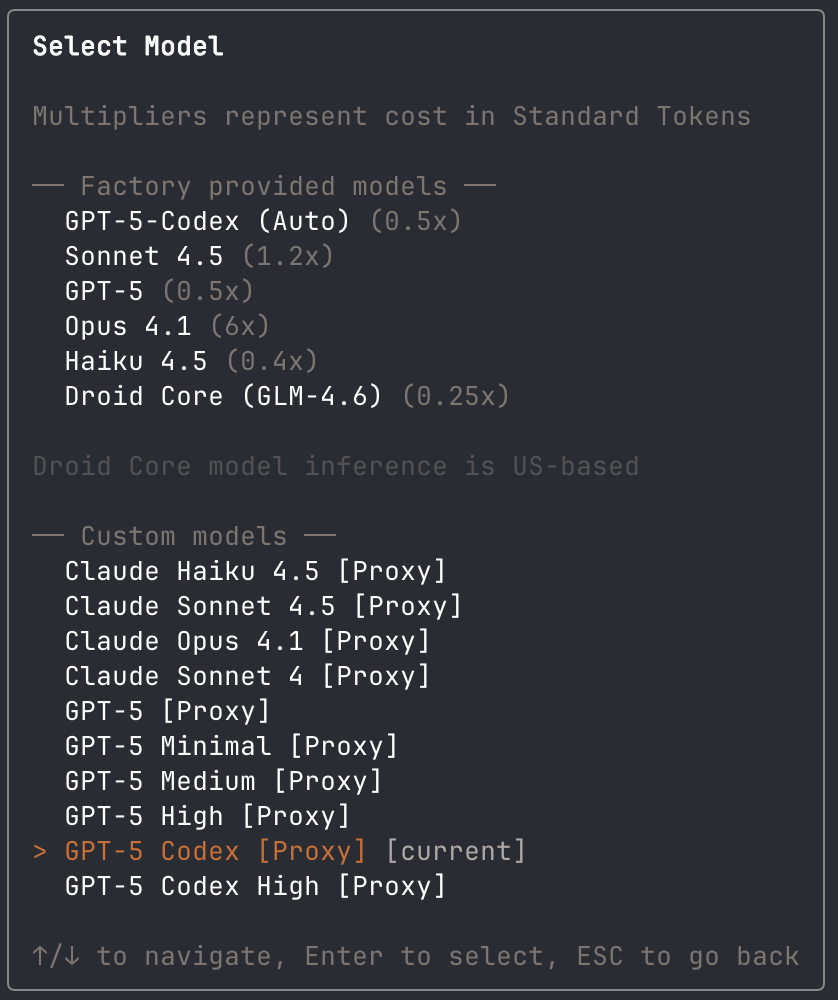 Select Model
Multipliers represent cost in Standard Tokens
── Factory provided models ──
GPT-5-Codex (Auto) (0.5x)
Sonnet 4.5 (1.2x)
GPT-5 (0.5x)
Opus 4.1 (6x)
Haiku 4.5 (0.4x)
Droid Core (GLM-4.6) (0.25x)
Droid Core model inference is US-based
── Custom models ──
Claude Haiku 4.5 [Proxy]
Claude Sonnet 4.5 [Proxy]
Claude Opus 4.1 [Proxy]
Claude Sonnet 4 [Proxy]
GPT-5 [Proxy]
GPT-5 Minimal [Proxy]
GPT-5 Medium [Proxy]
GPT-5 High [Proxy]
> GPT-5 Codex [Proxy] [current]
GPT-5 Codex High [Proxy]
↑/↓ to navigate, Enter to select, ESC to go back